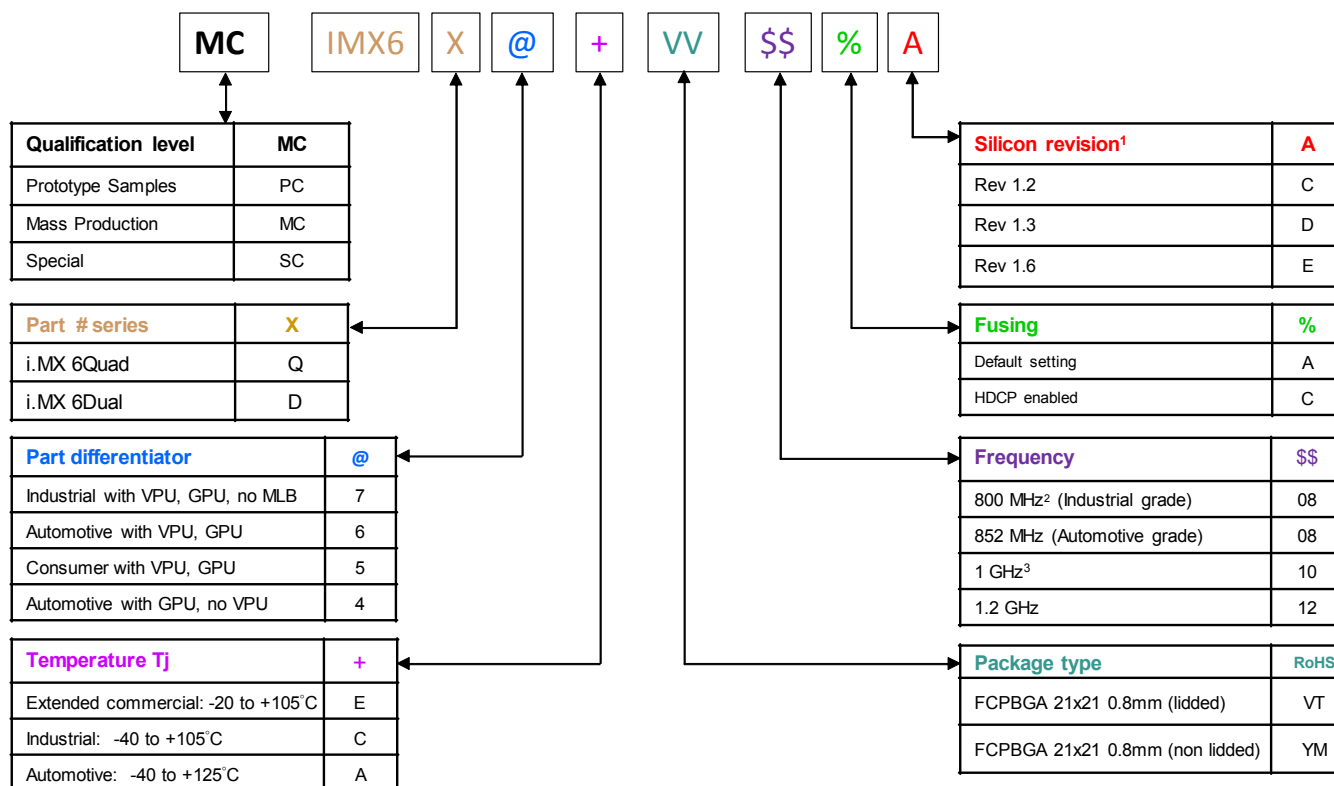 MC IMX6 X @ + VV $$ % A
Qualification level MC
Prototype Samples PC
Mass Production MC
Special SC
Part # series X
i.MX 6Quad Q
i.MX 6Dual D
Part differentiator @
Industrial with VPU, GPU, no MLB 7
Automotive with VPU, GPU 6
Consumer with VPU, GPU 5
Automotive with GPU, no VPU 4
Temperature Tj +
Extended commercial: -20 to +105°C E
Industrial: -40 to +105°C C
Automotive: -40 to +125°C A
Silicon revision¹ A
Rev 1.2 C
Rev 1.3 D
Rev 1.6 E
Fusing %
Default setting A
HDCP enabled C
Frequency $$
800 MHz² (Industrial grade) 08
852 MHz (Automotive grade) 08
1 GHz³ 10
1.2 GHz 12
Package type RoHS
FCPBGA 21x21 0.8mm (lidded) VT
FCPBGA 21x21 0.8mm (non lidded) YM